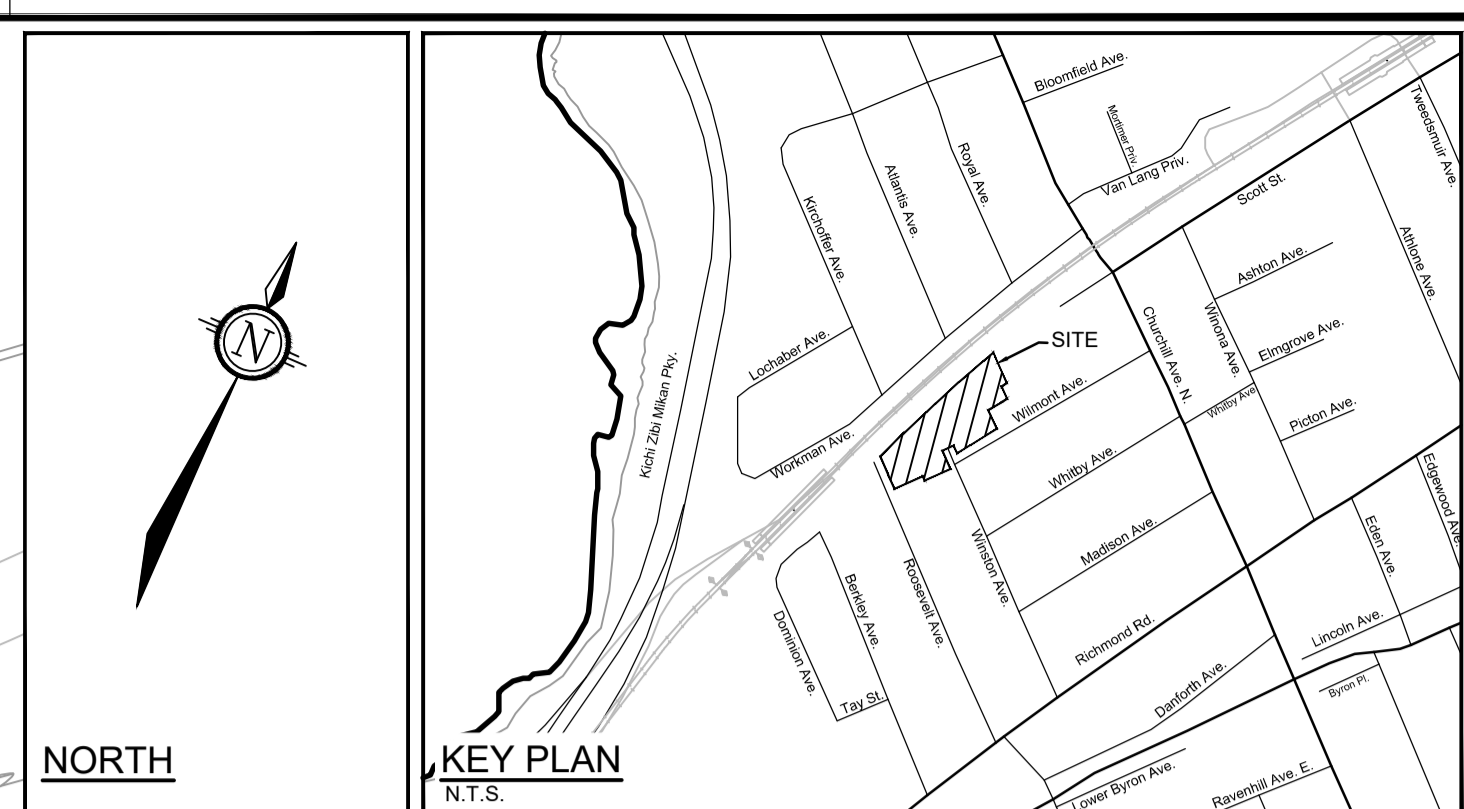 N
NORTH
KEY PLAN
N.T.S.
Bloomfield Ave.
Mortimer Priv.
Van Lang Priv.
Tweedsmuir Ave.
Scott St.
Royal Ave.
Atlantis Ave.
Kirchoffer Ave.
Athlone Ave.
Ashton Ave.
Winona Ave.
Elmgrove Ave.
Churchill Ave. N.
SITE
Lochaber Ave.
Kichi Zibi Mikan Pky.
Wilmont Ave.
Whitby Ave
Picton Ave.
Workman Ave.
Whitby Ave.
Edgewood Ave.
Madison Ave.
Eden Ave.
Winston Ave.
Roosevelt Ave.
Berkley Ave.
Dominion Ave.
Richmond Rd.
Lincoln Ave.
Tay St.
Danforth Ave.
Byron Pl.
Lower Byron Ave.
Ravenhill Ave. E.